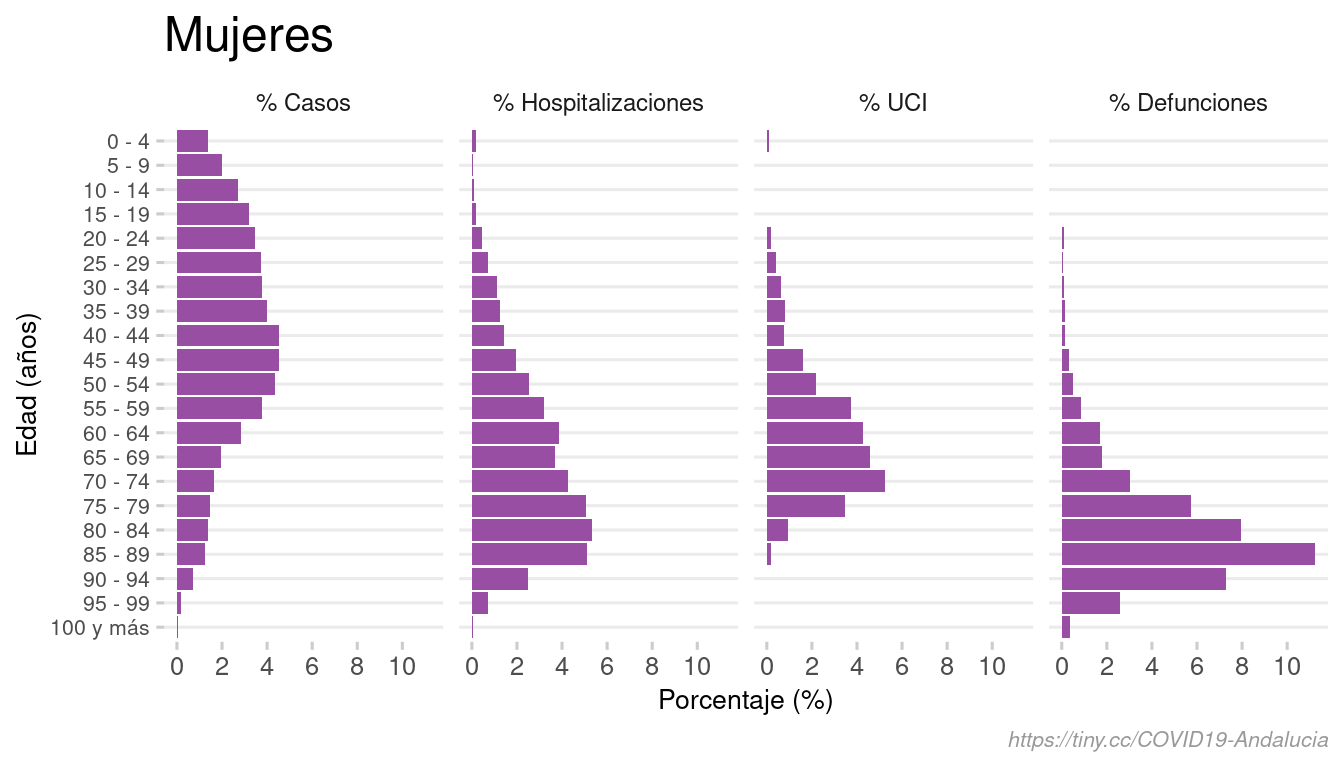 Mujeres
% Casos % Hospitalizaciones % UCI % Defunciones
Edad (años)
0 - 4
5 - 9
10 - 14
15 - 19
20 - 24
25 - 29
30 - 34
35 - 39
40 - 44
45 - 49
50 - 54
55 - 59
60 - 64
65 - 69
70 - 74
75 - 79
80 - 84
85 - 89
90 - 94
95 - 99
100 y más
0 2 4 6 8 10 0 2 4 6 8 10 0 2 4 6 8 10 0 2 4 6 8 10
Porcentaje (%)
https://tiny.cc/COVID19-Andalucia